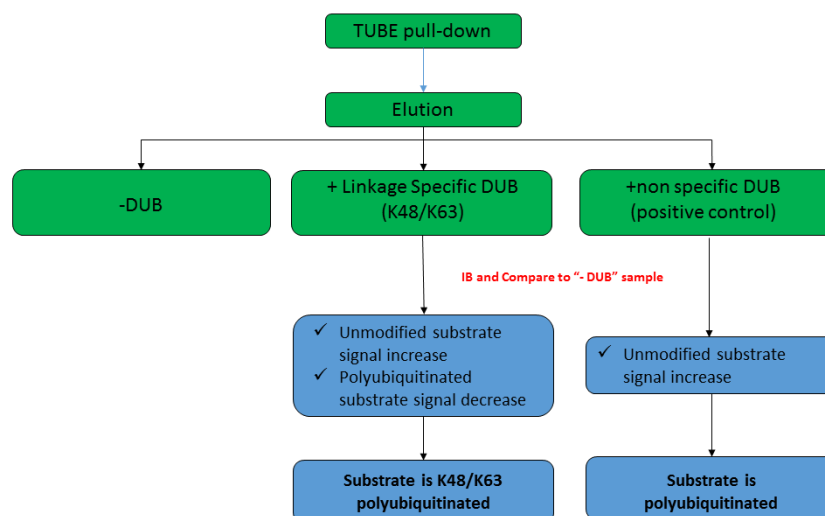 TUBE pull-down
Elution
-DUB
+ Linkage Specific DUB
(K48/K63)
+non specific DUB
(positive control)
IB and Compare to “- DUB” sample
✓ Unmodified substrate
signal increase
✓ Polyubiquitinated
substrate signal decrease
✓ Unmodified substrate
signal increase
Substrate is K48/K63
polyubiquitinated
Substrate is
polyubiquitinated